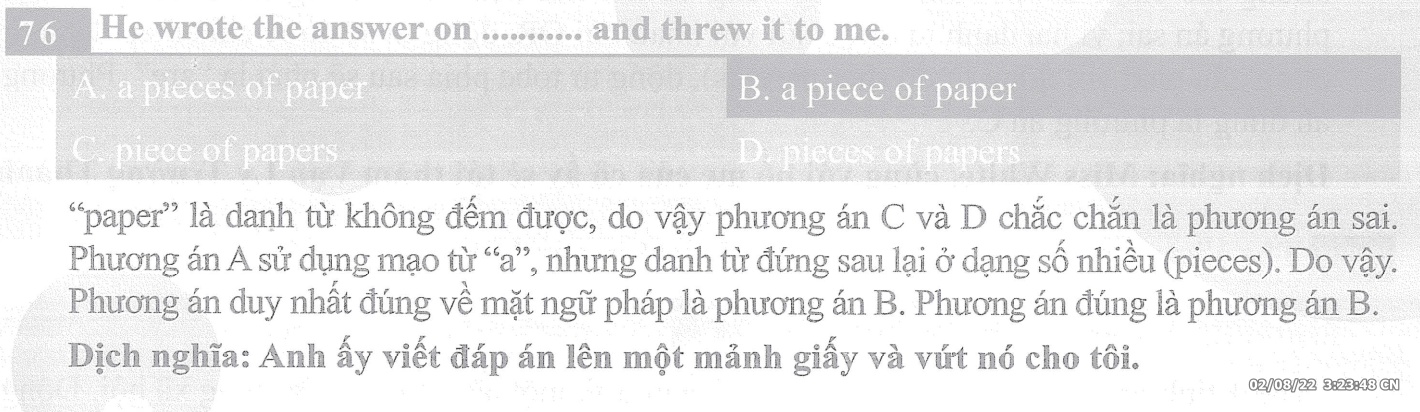 76 He wrote the answer on ........... and threw it to me.
A. a pieces of paper B. a piece of paper
C. piece of papers D. pieces of papers
“paper” là danh từ không đếm được, do vậy phương án C và D chắc chắn là phương án sai.
Phương án A sử dụng mạo từ “a”, nhưng danh từ đứng sau lại ở dạng số nhiều (pieces). Do vậy.
Phương án duy nhất đúng về mặt ngữ pháp là phương án B. Phương án đúng là phương án B.
Dịch nghĩa: Anh ấy viết đáp án lên một mảnh giấy và vứt nó cho tôi.
02/08/22 3:23:48 CN